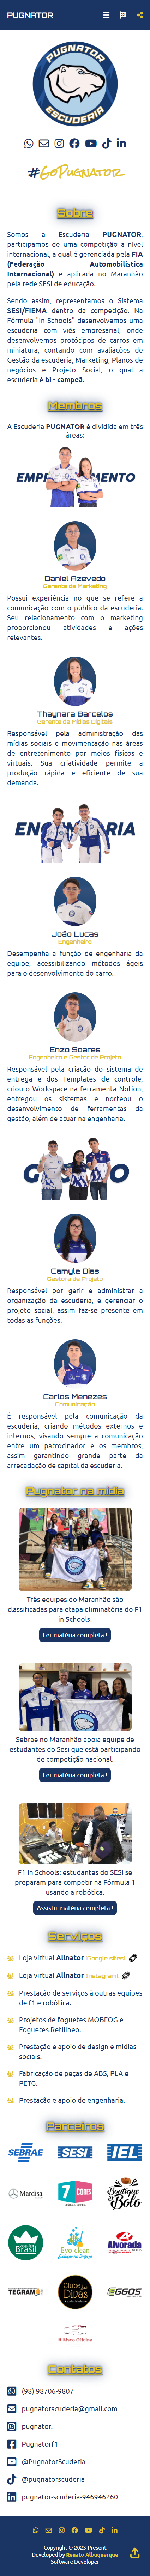 PUGNATOR
PUGNATOR
ESCUDERIA
#GoPugnator
Sobre
Somos a Escuderia PUGNATOR,
participamos de uma competição a nível
internacional, a qual é gerenciada pela FIA
(Federação Automobilística
Internacional) e aplicada no Maranhão
pela rede SESI de educação.
Sendo assim, representamos o Sistema
SESI/FIEMA dentro da competição. Na
Fórmula "In Schools" desenvolvemos uma
escuderia com viés empresarial, onde
desenvolvemos protótipos de carros em
miniatura, contando com avaliações de
Gestão da escuderia, Marketing, Planos de
negócios e Projeto Social, o qual a
escuderia é bi - campeã.
Membros
A Escuderia PUGNATOR é dividida em três
áreas:
Daniel Azevedo
Gerente de Marketing
Possui experiência no que se refere a
comunicação com o público da escuderia.
Seu relacionamento com o marketing
proporcionou atividades e ações
relevantes.
Thaynara Barcelos
Gerente de Mídias Digitais
Responsável pela administração das
mídias sociais e movimentação nas áreas
de entretenimento por meios físicos e
virtuais. Sua criatividade permite a
produção rápida e eficiente de sua
demanda.
João Lucas
Engenheiro
Desempenha a função de engenharia da
equipe, acessibilizando métodos ágeis
para o desenvolvimento do carro.
Enzo Soares
Engenheiro e Gestor de Projeto
Responsável pela criação do sistema de
entrega e dos Templates de controle,
criou o Workspace na ferramenta Notion,
entregou os sistemas e norteou o
desenvolvimento de ferramentas da
gestão, além de atuar na engenharia.
Camyle Dias
Gestora de Projeto
Responsável por gerir e administrar a
organização da escuderia, e gerenciar o
projeto social, assim faz-se presente em
todas as funções.
Carlos Menezes
Comunicação
É responsável pela comunicação da
escuderia, criando métodos externos e
internos, visando sempre a comunicação
entre um patrocinador e os membros,
assim garantindo grande parte da
arrecadação de capital da escuderia.
Pugnator na mídia
Três equipes do Maranhão são
classificadas para etapa eliminatória do F1
in Schools.
Ler matéria completa !
Sebrae no Maranhão apoia equipe de
estudantes do Sesi que está participando
de competição nacional.
Ler matéria completa !
F1 In Schools: estudantes do SESI se
preparam para competir na Fórmula 1
usando a robótica.
Assistir matéria completa !
Serviços
Loja virtual Allnator (Google sites)
Loja virtual Allnator (Instagram)
Prestação de serviços à outras equipes
de f1 e robótica.
Projetos de foguetes MOBFOG e
Foguetes Retilíneo.
Prestação e apoio de design e mídias
sociais.
Fabricação de peças de ABS, PLA e
PETG.
Prestação e apoio de engenharia.
Parceiros
SEBRAE
SESI
IEL
Mardisa
7 CORES
Boutique do Bolo
Brasil
Eco clean
Alvorada
TEGRAM
Clube das Divas
EGGOS
B Bloco Oficina
Contatos
(98) 98706-9807
pugnatorscuderia@gmail.com
pugnator._
Pugnatorf1
@PugnatorScuderia
@pugnatorscuderia
pugnator-scuderia-946946260
Copyright © 2023-Present
Developed by Renato Albuquerque
Software Developer